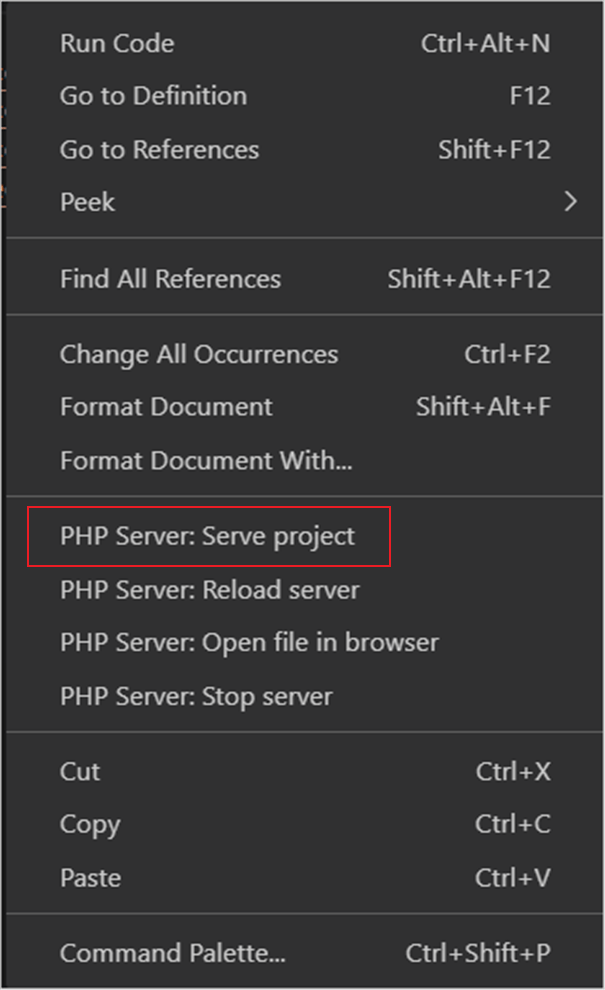 Run Code Ctrl+Alt+N
Go to Definition F12
Go to References Shift+F12
Peek
Find All References Shift+Alt+F12
Change All Occurrences Ctrl+F2
Format Document Shift+Alt+F
Format Document With...
PHP Server: Serve project
PHP Server: Reload server
PHP Server: Open file in browser
PHP Server: Stop server
Cut Ctrl+X
Copy Ctrl+C
Paste Ctrl+V
Command Palette... Ctrl+Shift+P